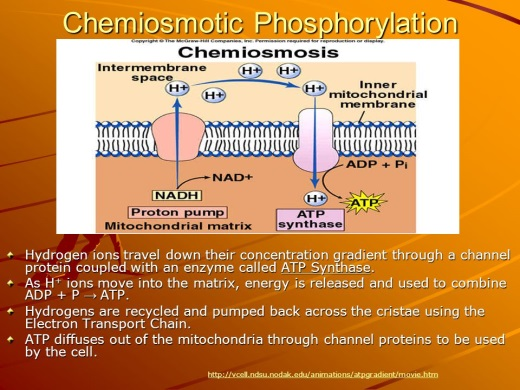 Chemiosmotic Phosphorylation
Copyright © The McGraw-Hill Companies, Inc. Permission required for reproduction or display.
Chemiosmosis
Intermembrane
space
H+
H+
H+
H+
H+
Inner
mitochondrial
membrane
ADP + Pi
NAD+
NADH
H+
ATP
Proton pump
ATP
synthase
Mitochondrial matrix
Hydrogen ions travel down their concentration gradient through a channel
protein coupled with an enzyme called ATP Synthase.
As H+ ions move into the matrix, energy is released and used to combine
ADP + P → ATP.
Hydrogens are recycled and pumped back across the cristae using the
Electron Transport Chain.
ATP diffuses out of the mitochondria through channel proteins to be used
by the cell.
http://vcell.ndsu.nodak.edu/animations/atpgradient/movie.htm